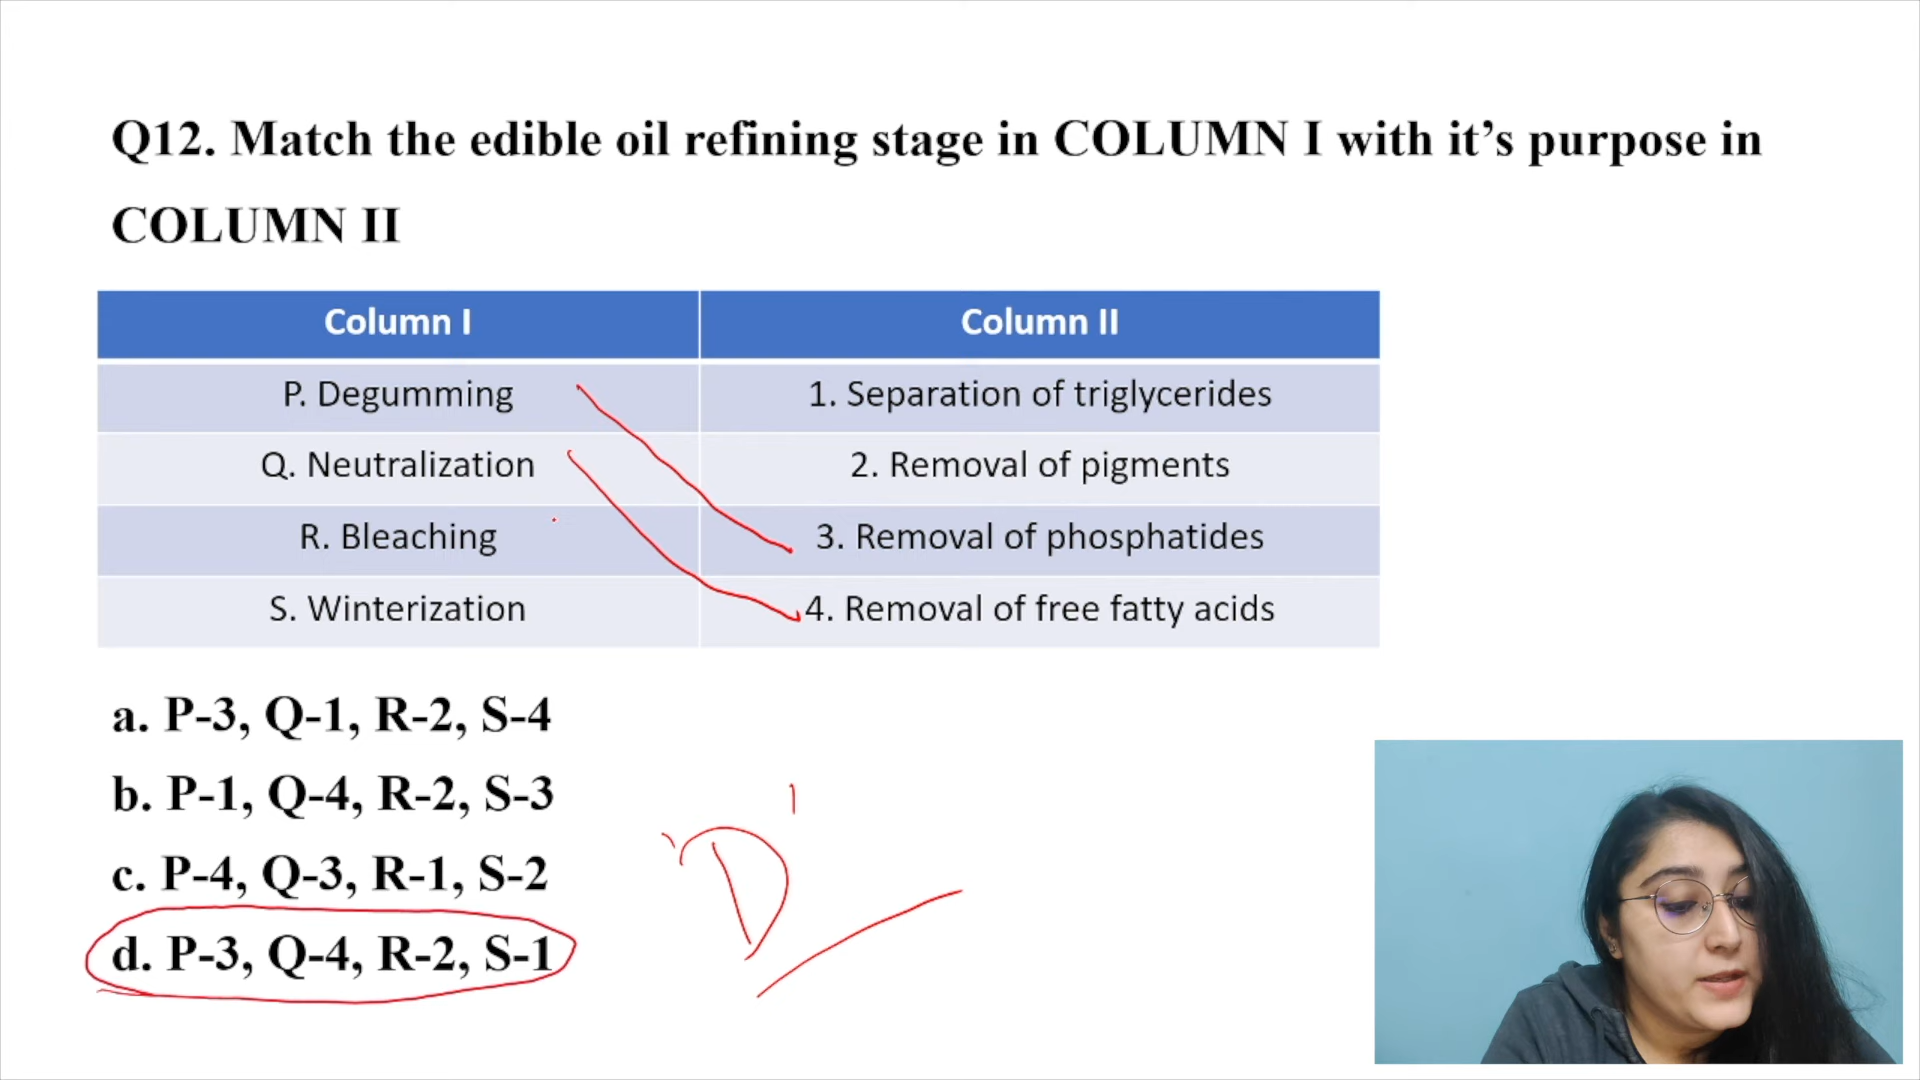 Q12. Match the edible oil refining stage in COLUMN I with it’s purpose in
COLUMN II
Column I Column II
P. Degumming 1. Separation of triglycerides
Q. Neutralization 2. Removal of pigments
R. Bleaching 3. Removal of phosphatides
S. Winterization 4. Removal of free fatty acids
a. P-3, Q-1, R-2, S-4
b. P-1, Q-4, R-2, S-3
c. P-4, Q-3, R-1, S-2
d. P-3, Q-4, R-2, S-1
'D'